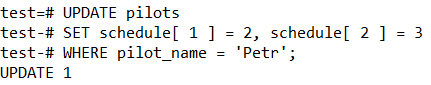 test=# UPDATE pilots
test-# SET schedule[ 1 ] = 2, schedule[ 2 ] = 3
test-# WHERE pilot_name = 'Petr';
UPDATE 1